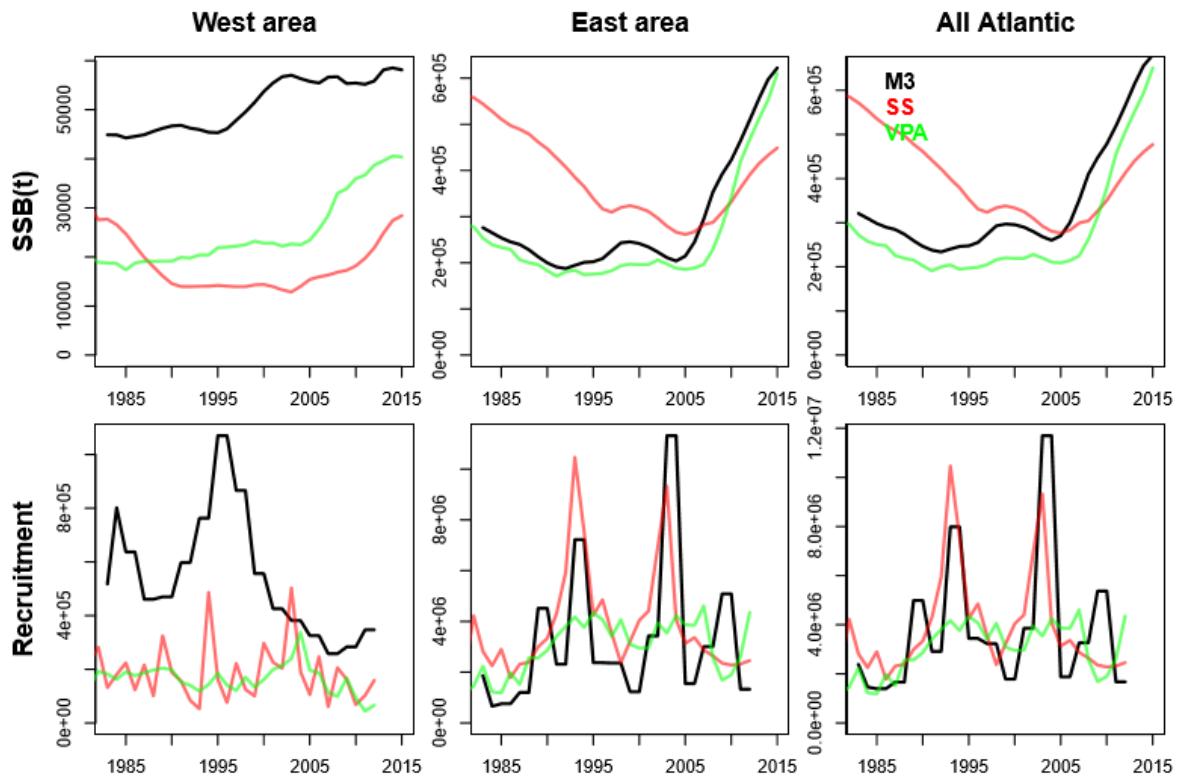 West area East area All Atlantic
SSB(t)
50000
30000
10000
0
1985 1995 2005 2015
6e+05
4e+05
2e+05
0e+00
1985 1995 2005 2015
6e+05
4e+05
2e+05
0e+00
M3
SS
VPA
1985 1995 2005 2015
Recruitment
8e+05
4e+05
0e+00
1985 1995 2005 2015
8e+06
4e+06
0e+00
1985 1995 2005 2015
1.2e+07
8.0e+06
4.0e+06
0.0e+00
1985 1995 2005 2015